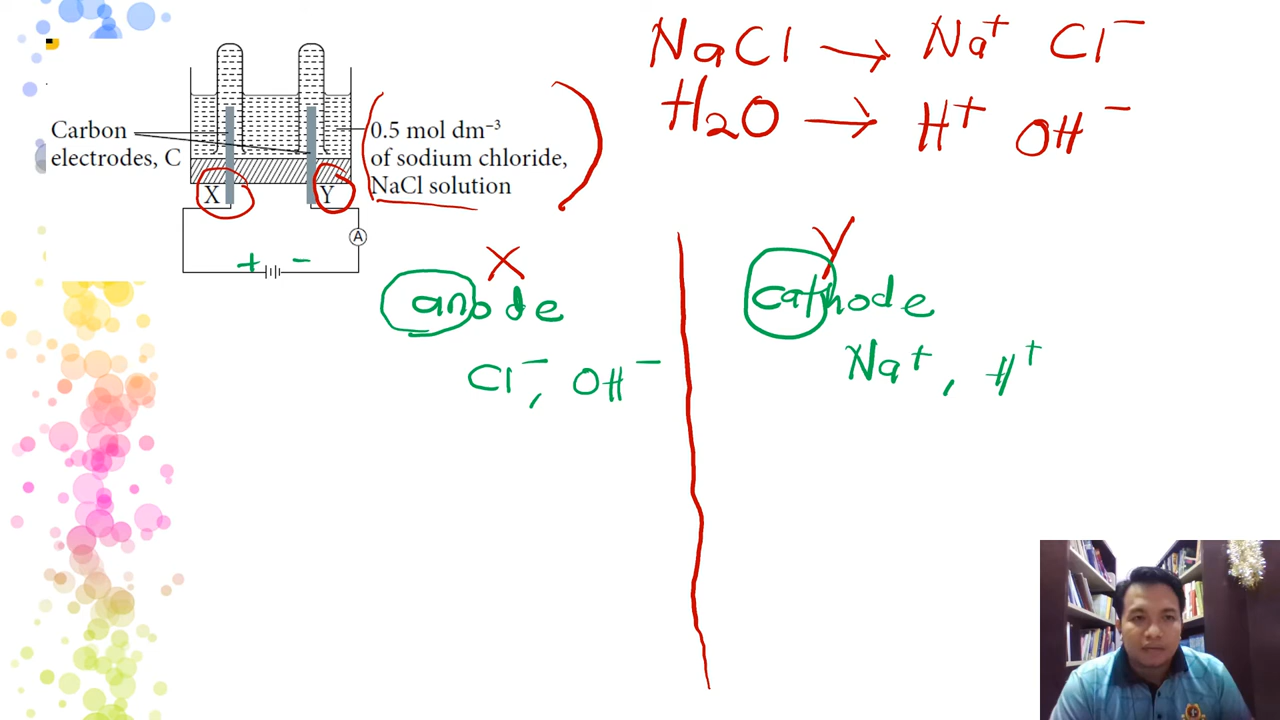 NaCl → Na⁺ Cl⁻
H₂O → H⁺ OH⁻
Carbon
electrodes, C
0.5 mol dm⁻³
of sodium chloride,
NaCl solution
X
Y
A
+ -
X
anode
Cl⁻, OH⁻
Y
cathode
Na⁺, H⁺